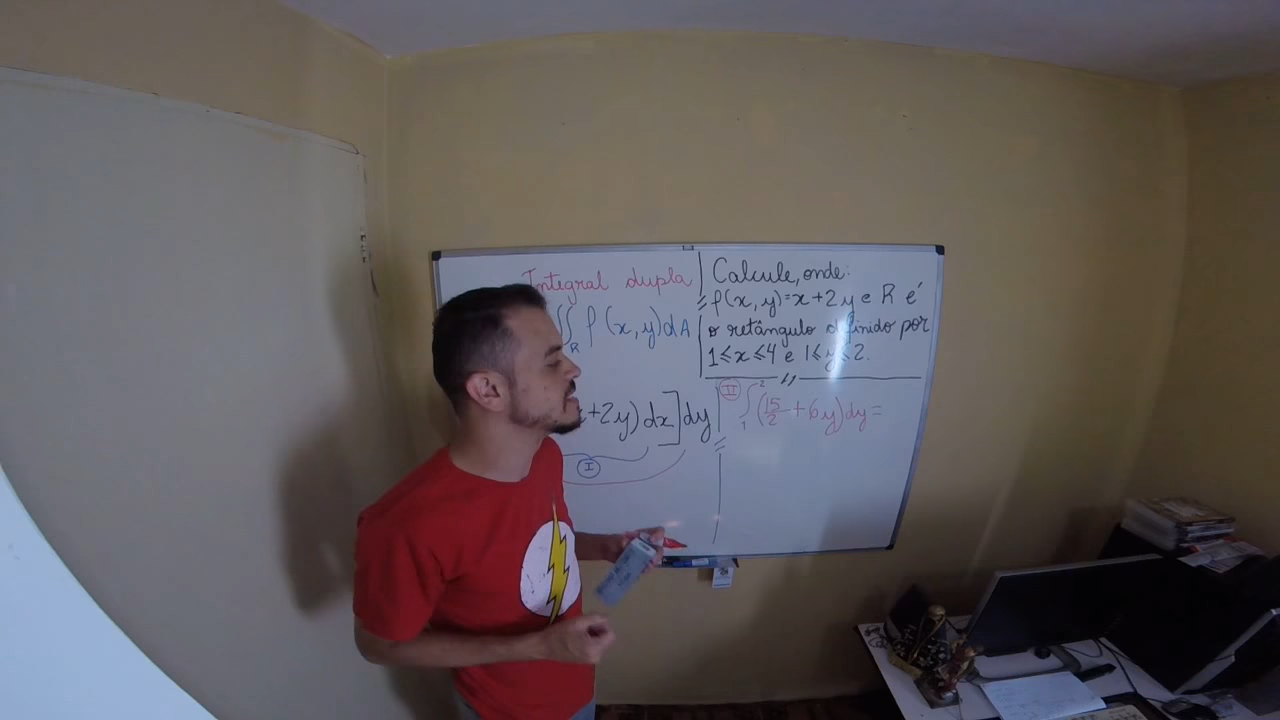 Integral dupla
∬_R f(x,y)dA
+2y)dx]dy
I
Calcule, onde:
f(x,y)=x+2y e R é
o retângulo definido por
1≤x≤4 e 1≤y≤2.
II ∫₁² (15/2+6y)dy=